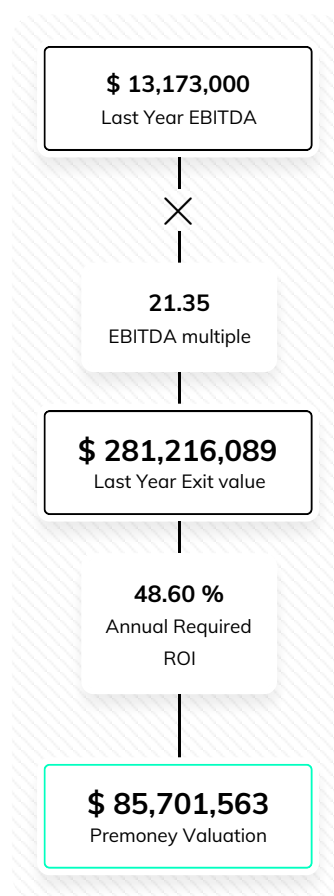 $ 13,173,000
Last Year EBITDA
21.35
EBITDA multiple
$ 281,216,089
Last Year Exit value
48.60 %
Annual Required
ROI
$ 85,701,563
Premoney Valuation